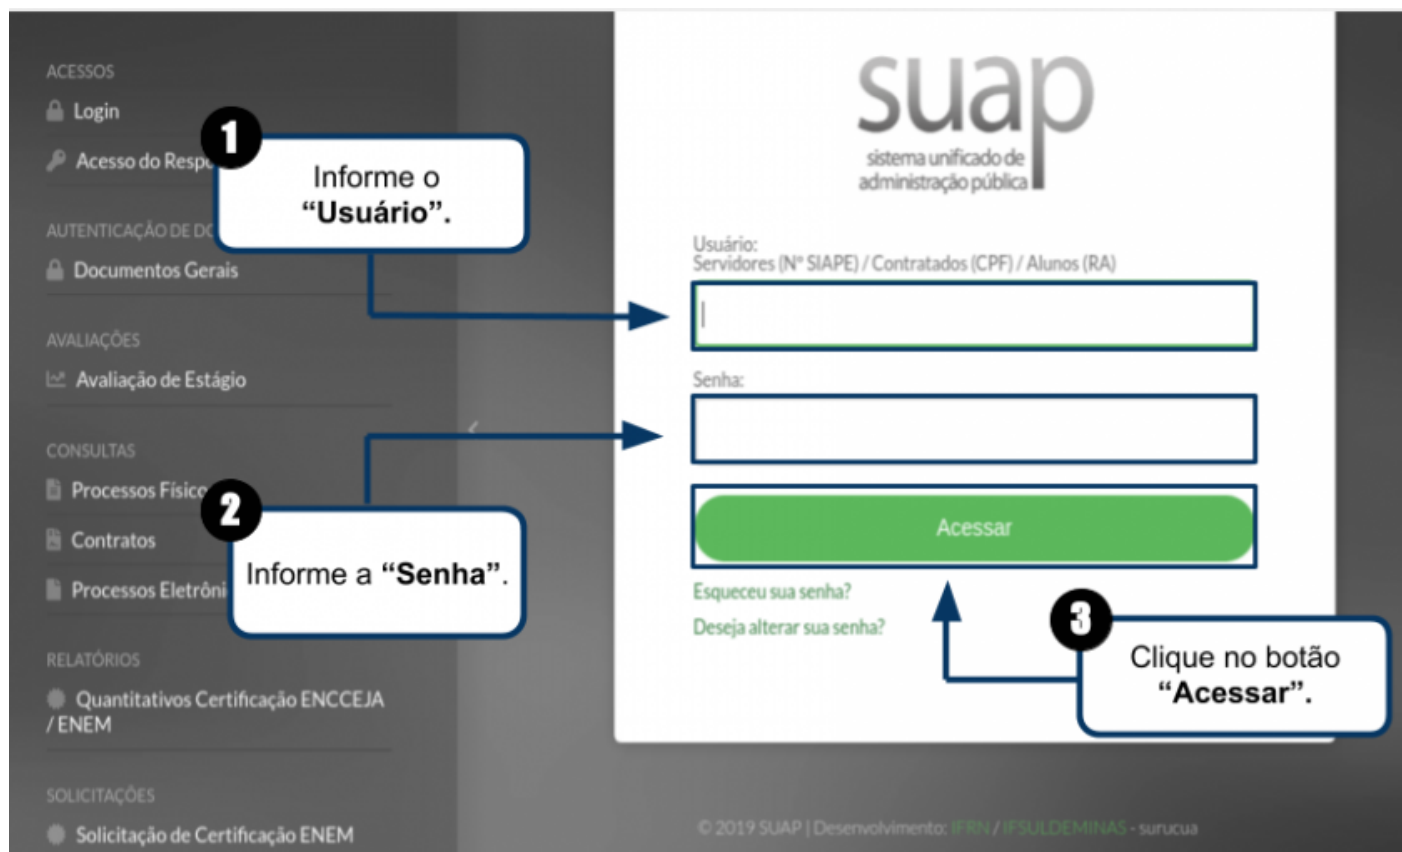 ACESSOS
Login
Acesso do Respo
AUTENTICAÇÃO DE DO
Documentos Gerais
AVALIAÇÕES
Avaliação de Estágio
CONSULTAS
Processos Físico
Contratos
Processos Eletrôni
RELATÓRIOS
Quantitativos Certificação ENCCEJA
/ ENEM
SOLICITAÇÕES
Solicitação de Certificação ENEM
1
Informe o
“Usuário”.
2
Informe a “Senha”.
suap
sistema unificado de
administração pública
Usuário:
Servidores (Nº SIAPE) / Contratados (CPF) / Alunos (RA)
Senha:
Acessar
Esqueceu sua senha?
Deseja alterar sua senha?
3
Clique no botão
“Acessar”.
© 2019 SUAP | Desenvolvimento: IFRN / IFSULDEMINAS - surucua